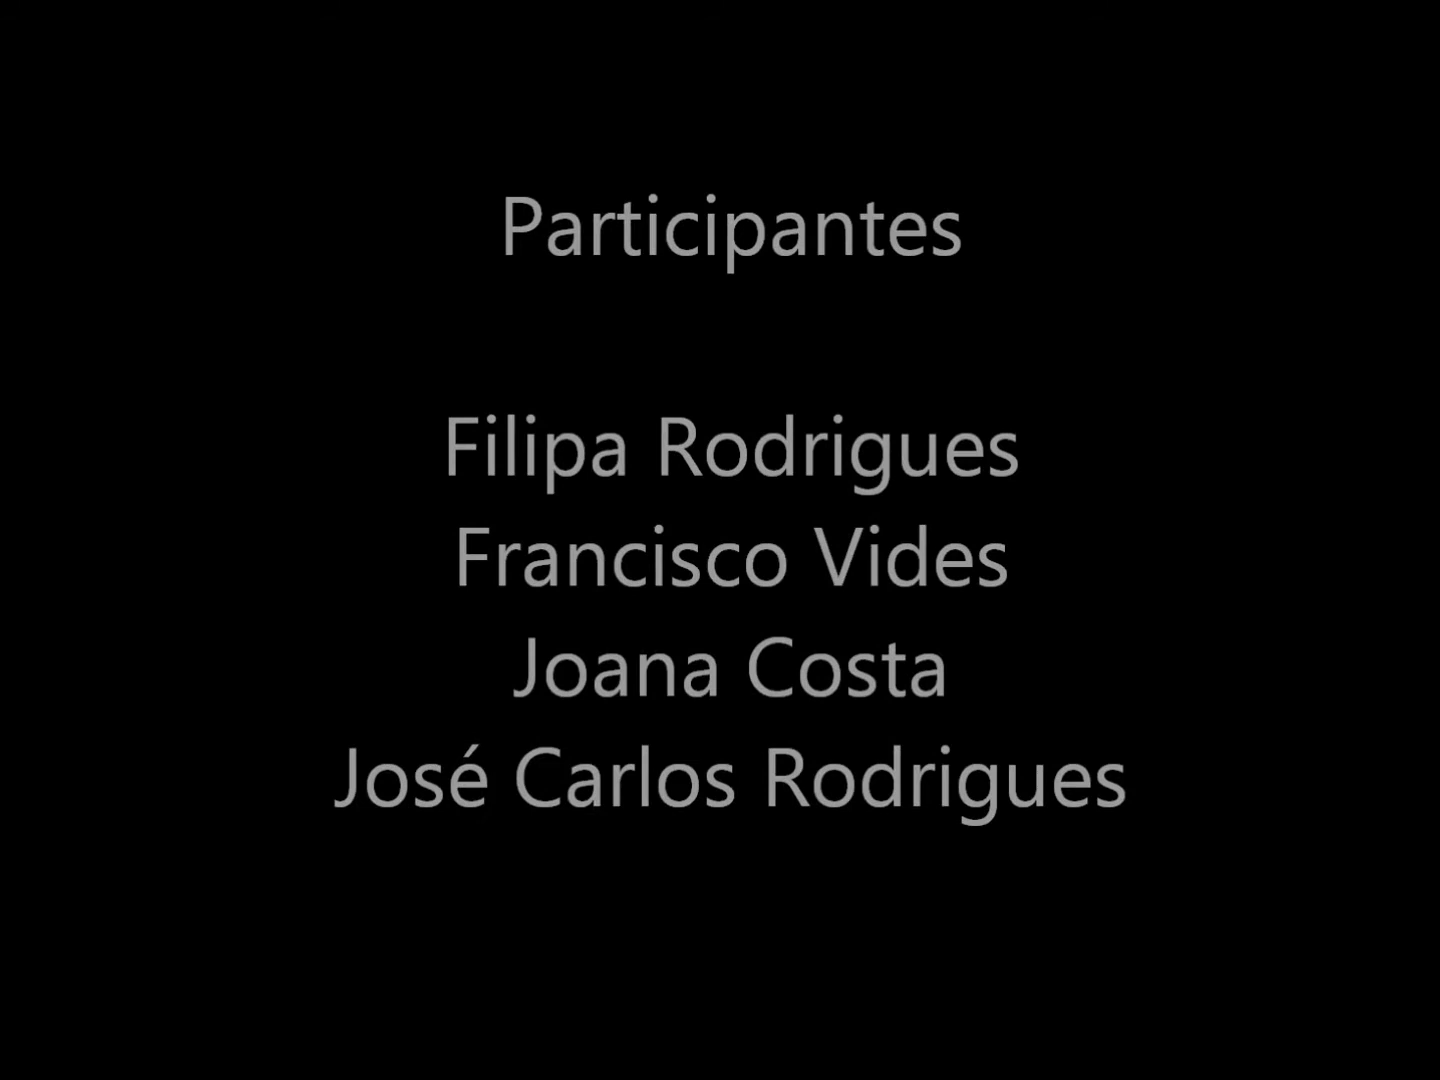 Participantes
Filipa Rodrigues
Francisco Vides
Joana Costa
José Carlos Rodrigues